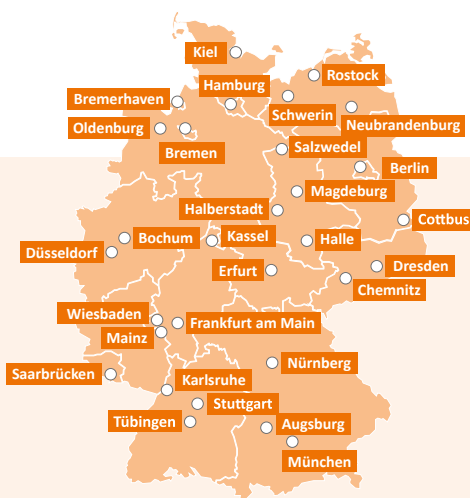 Kiel
Rostock
Hamburg
Bremerhaven
Schwerin
Neubrandenburg
Oldenburg
Bremen
Salzwedel
Berlin
Magdeburg
Halberstadt
Cottbus
Bochum
Kassel
Halle
Düsseldorf
Erfurt
Dresden
Chemnitz
Wiesbaden
Frankfurt am Main
Mainz
Nürnberg
Saarbrücken
Karlsruhe
Stuttgart
Tübingen
Augsburg
München